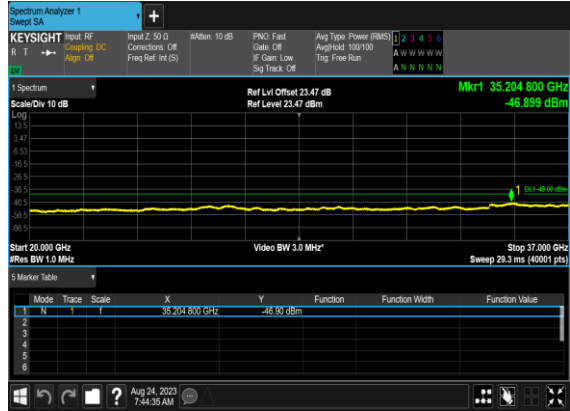 Spectrum Analyzer 1
Swept SA
KEYSIGHT
R T
LV
Input: RF
Coupling: DC
Align: Off
Input Z: 50 Ω
Corrections: Off
Freq Ref: Int (S)
#Atten: 10 dB
PNO: Fast
Gate: Off
IF Gain: Low
Sig Track: Off
Avg Type: Power (RMS)
Avg|Hold: 100/100
Trig: Free Run
1 2 3 4 5 6
A W W W W W
A N N N N N
1 Spectrum
Scale/Div 10 dB
Ref Lvl Offset 23.47 dB
Ref Level 23.47 dBm
Mkr1 35.204 800 GHz
-46.899 dBm
Log
13.5
3.47
-6.53
-16.5
-26.5
-36.5
-46.5
-56.5
-66.5
1
DL1 -40.00 dBm
Start 20.000 GHz
#Res BW 1.0 MHz
Video BW 3.0 MHz*
Stop 37.000 GHz
Sweep 29.3 ms (40001 pts)
5 Marker Table
Mode Trace Scale X Y Function Function Width Function Value
1 N 1 f 35.204 800 GHz -46.90 dBm
2
3
4
5
6
?
Aug 24, 2023
7:44:35 AM